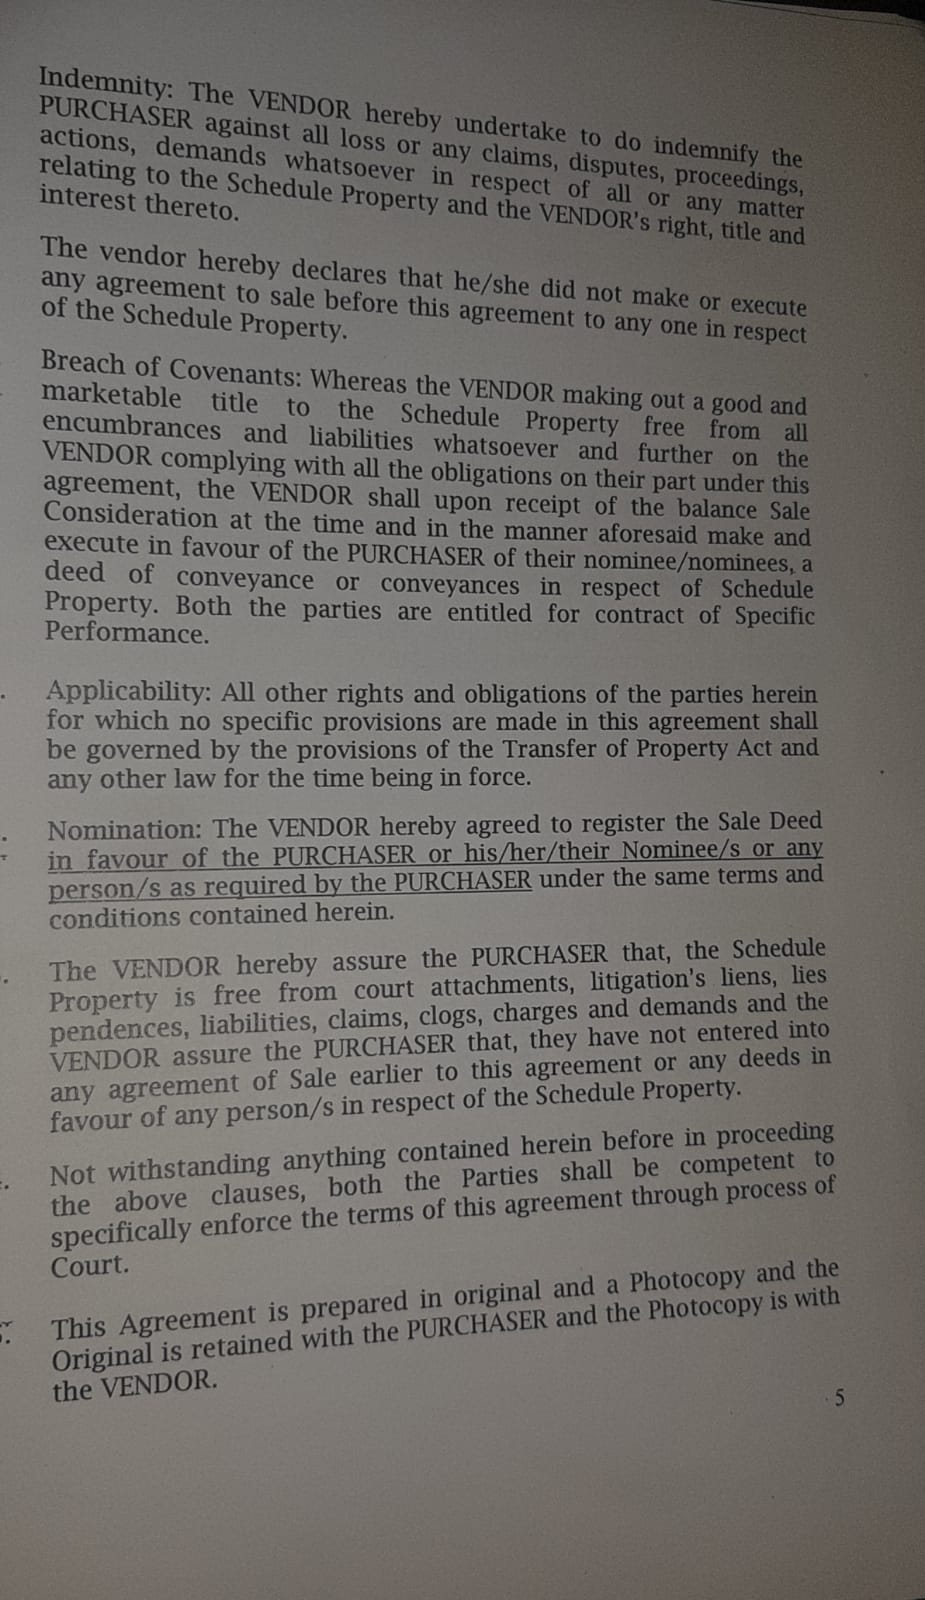 Indemnity: The VENDOR hereby undertake to do indemnify the
PURCHASER against all loss or any claims, disputes, proceedings,
actions, demands whatsoever in respect of all or any matter
relating to the Schedule Property and the VENDOR's right, title and
interest thereto.
The vendor hereby declares that he/she did not make or execute
any agreement to sale before this agreement to any one in respect
of the Schedule Property.
Breach of Covenants: Whereas the VENDOR making out a good and
marketable title to the Schedule Property free from all
encumbrances and liabilities whatsoever and further on the
VENDOR complying with all the obligations on their part under this
agreement, the VENDOR shall upon receipt of the balance Sale
Consideration at the time and in the manner aforesaid make and
execute in favour of the PURCHASER of their nominee/nominees, a
deed of conveyance or conveyances in respect of Schedule
Property. Both the parties are entitled for contract of Specific
Performance.
Applicability: All other rights and obligations of the parties herein
for which no specific provisions are made in this agreement shall
be governed by the provisions of the Transfer of Property Act and
any other law for the time being in force.
Nomination: The VENDOR hereby agreed to register the Sale Deed
in favour of the PURCHASER or his/her/their Nominee/s or any
person/s as required by the PURCHASER under the same terms and
conditions contained herein.
The VENDOR hereby assure the PURCHASER that, the Schedule
Property is free from court attachments, litigation's liens, lies
pendences, liabilities, claims, clogs, charges and demands and the
VENDOR assure the PURCHASER that, they have not entered into
any agreement of Sale earlier to this agreement or any deeds in
favour of any person/s in respect of the Schedule Property.
Not withstanding anything contained herein before in proceeding
the above clauses, both the Parties shall be competent to
specifically enforce the terms of this agreement through process of
Court.
This Agreement is prepared in original and a Photocopy and the
Original is retained with the PURCHASER and the Photocopy is with
the VENDOR.
5